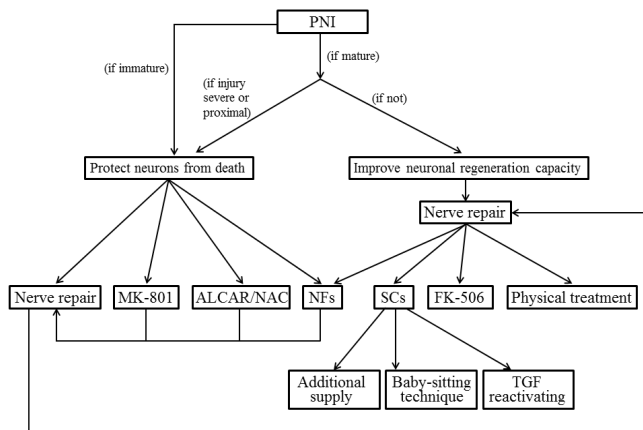 PNI
(if immature)
(if mature)
(if injury
severe or
proximal)
(if not)
Protect neurons from death
Improve neuronal regeneration capacity
Nerve repair
Nerve repair
MK-801
ALCAR/NAC
NFs
SCs
FK-506
Physical treatment
Additional
supply
Baby-sitting
technique
TGF
reactivating